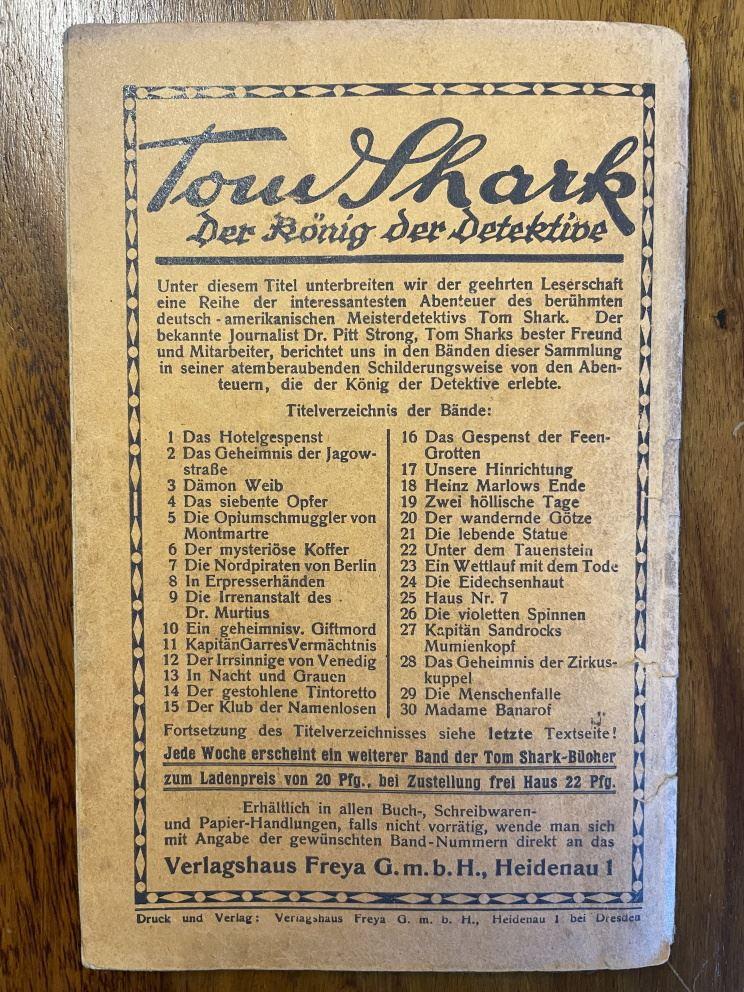 Tom Shark
Der König der Detektive
Unter diesem Titel unterbreiten wir der geehrten Leserschaft
eine Reihe der interessantesten Abenteuer des berühmten
deutsch-amerikanischen Meisterdetektivs Tom Shark. Der
bekannte Journalist Dr. Pitt Strong, Tom Sharks bester Freund
und Mitarbeiter, berichtet uns in den Bänden dieser Sammlung
in seiner atemberaubenden Schilderungsweise von den Aben-
teuern, die der König der Detektive erlebte.
Titelverzeichnis der Bände:
1 Das Hotelgespenst
2 Das Geheimnis der Jagow-
straße
3 Dämon Weib
4 Das siebente Opfer
5 Die Opiumschmuggler von
Montmartre
6 Der mysteriöse Koffer
7 Die Nordpiraten von Berlin
8 In Erpresserhänden
9 Die Irrenanstalt des
Dr. Murtius
10 Ein geheimnisv. Giftmord
11 Kapitän Garres Vermächtnis
12 Der Irrsinnige von Venedig
13 In Nacht und Grauen
14 Der gestohlene Tintoretto
15 Der Klub der Namenlosen
16 Das Gespenst der Feen-
Grotten
17 Unsere Hinrichtung
18 Heinz Marlows Ende
19 Zwei höllische Tage
20 Der wandernde Götze
21 Die lebende Statue
22 Unter dem Tauenstein
23 Ein Wettlauf mit dem Tode
24 Die Eidechsenhaut
25 Haus Nr. 7
26 Die violetten Spinnen
27 Kapitän Sandrocks
Mumienkopf
28 Das Geheimnis der Zirkus-
kuppel
29 Die Menschenfalle
30 Madame Banarof
Fortsetzung des Titelverzeichnisses siehe letzte Textseite!
Jede Woche erscheint ein weiterer Band der Tom Shark-Bücher
zum Ladenpreis von 20 Pfg., bei Zustellung frei Haus 22 Pfg.
Erhältlich in allen Buch-, Schreibwaren-
und Papier-Handlungen, falls nicht vorrätig, wende man sich
mit Angabe der gewünschten Band-Nummern direkt an das
Verlagshaus Freya G.m.b.H., Heidenau 1
Druck und Verlag: Verlagshaus Freya G. m. b. H., Heidenau 1 bei Dresden